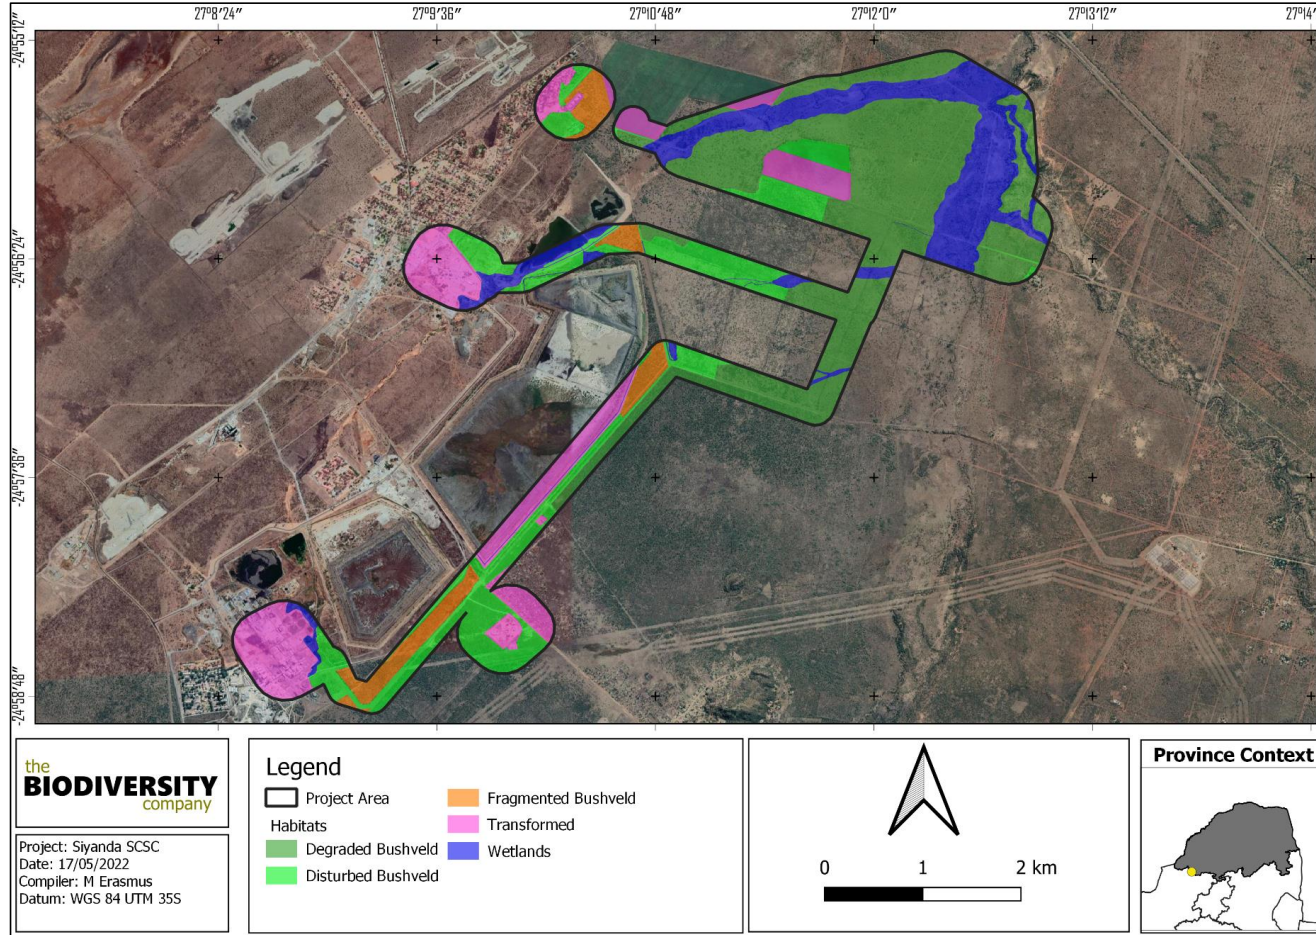 27°8'24" 27°9'36" 27°10'48" 27°12'0" 27°13'12" 27°14'
-24°55'12"
-24°56'24"
-24°57'36"
-24°58'48"
the
BIODIVERSITY
company
Project: Siyanda SCSC
Date: 17/05/2022
Compiler: M Erasmus
Datum: WGS 84 UTM 35S
Legend
Project Area
Habitats
Degraded Bushveld
Disturbed Bushveld
Fragmented Bushveld
Transformed
Wetlands
0 1 2 km
Province Context